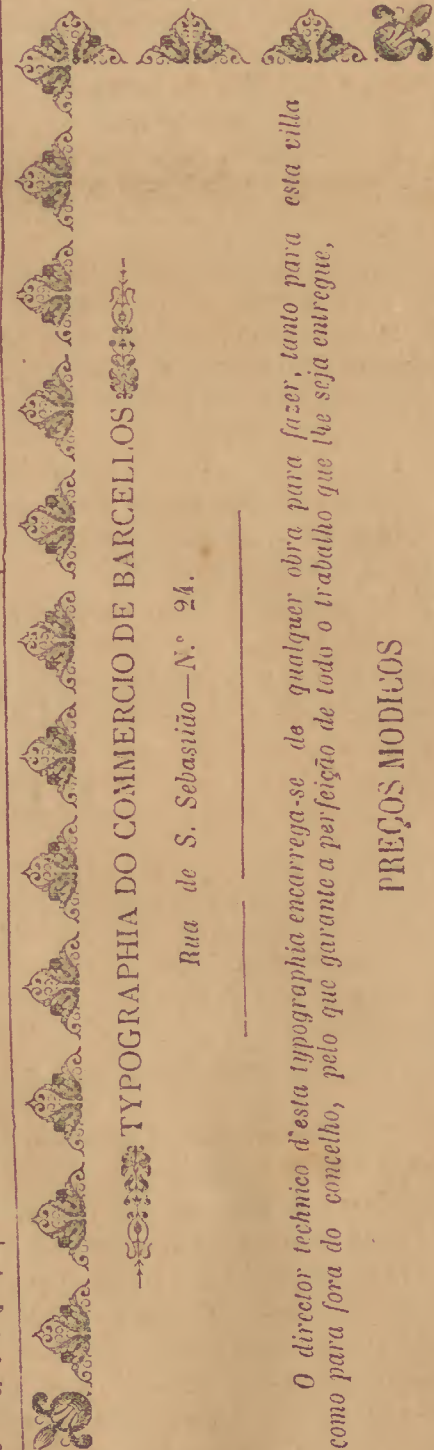 TYPOGRAPHIA DO COMMERCIO DE BARCELLOS
Rua de S. Sebastião—N.º 24.
O director technico d'esta typographia encarrega-se de qualquer obra para fazer, tanto para esta villa
como para fora do concelho, pelo que garante a perfeição de todo o trabalho que lhe seja entregue,
PREÇOS MODICOS